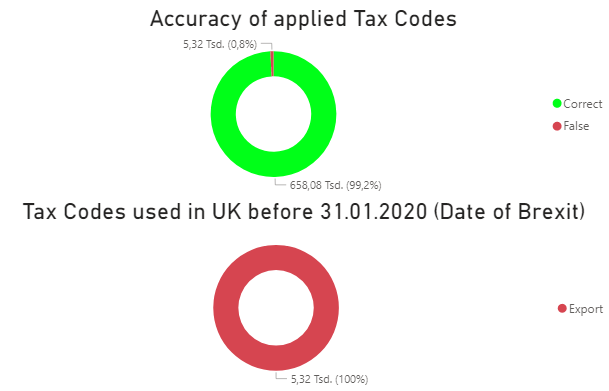 Accuracy of applied Tax Codes
5,32 Tsd. (0,8%)
Correct
False
658,08 Tsd. (99,2%)
Tax Codes used in UK before 31.01.2020 (Date of Brexit)
Export
5,32 Tsd. (100%)